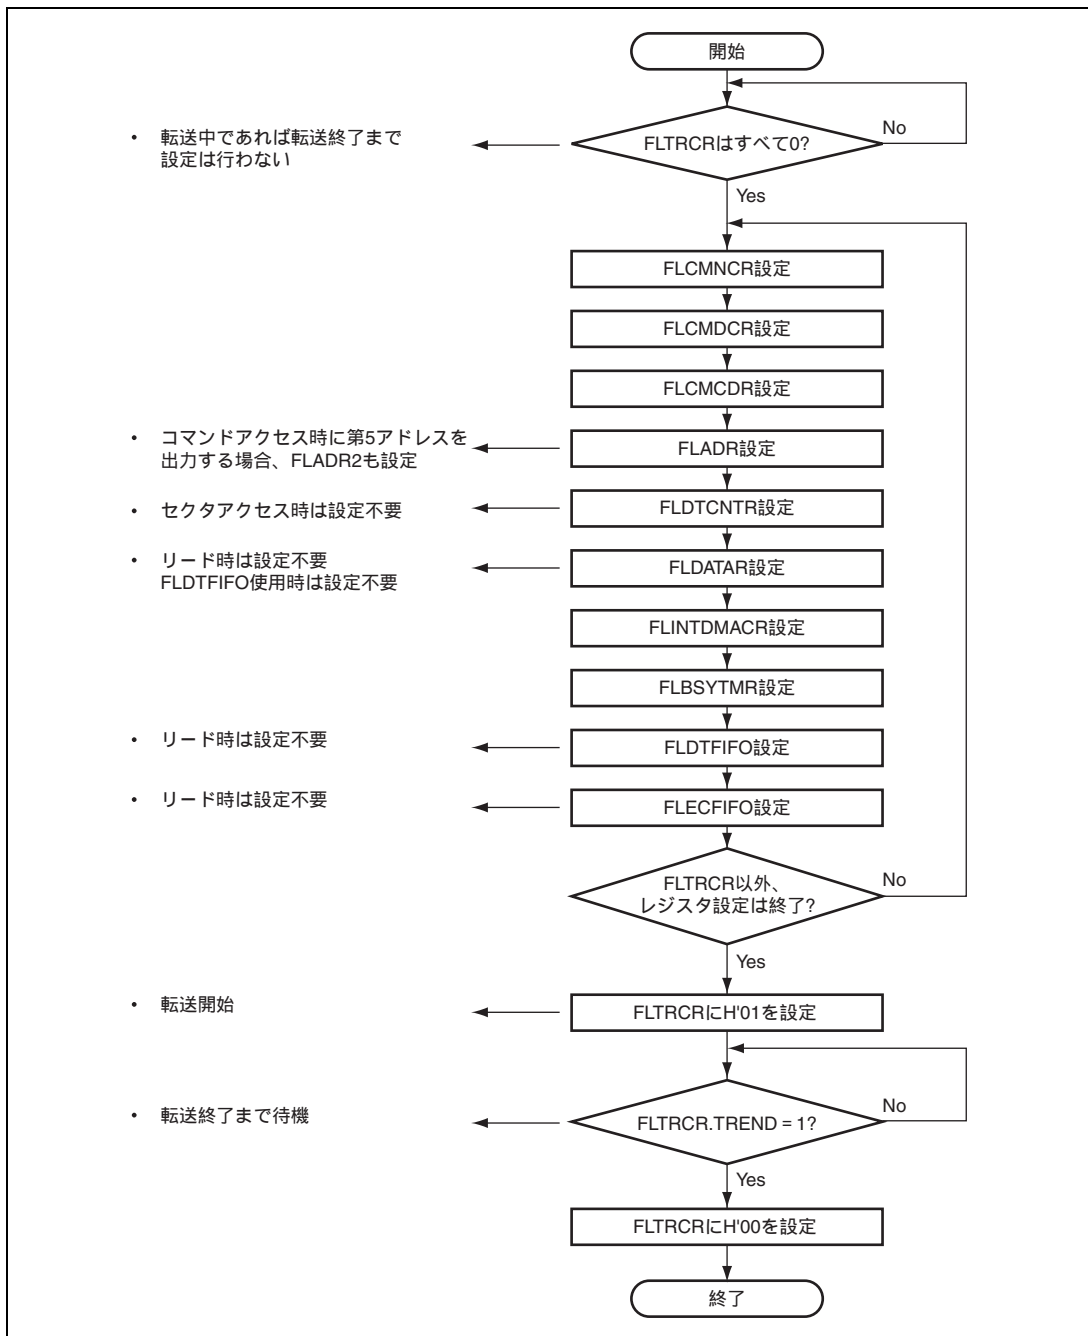 開始
No
• 転送中であれば転送終了まで
設定は行わない
FLTRCRはすべて0?
Yes
FLCMNCR設定
FLCMDCR設定
FLCMCDR設定
• コマンドアクセス時に第5アドレスを
出力する場合、FLADR2も設定
FLADR設定
• セクタアクセス時は設定不要
FLDTCNTR設定
• リード時は設定不要
FLDTFIFO使用時は設定不要
FLDATAR設定
FLINTDMACR設定
FLBSYTMR設定
• リード時は設定不要
FLDTFIFO設定
• リード時は設定不要
FLECFIFO設定
FLTRCR以外、
レジスタ設定は終了?
No
Yes
• 転送開始
FLTRCRにH'01を設定
• 転送終了まで待機
FLTRCR.TREND = 1?
No
Yes
FLTRCRにH'00を設定
終了